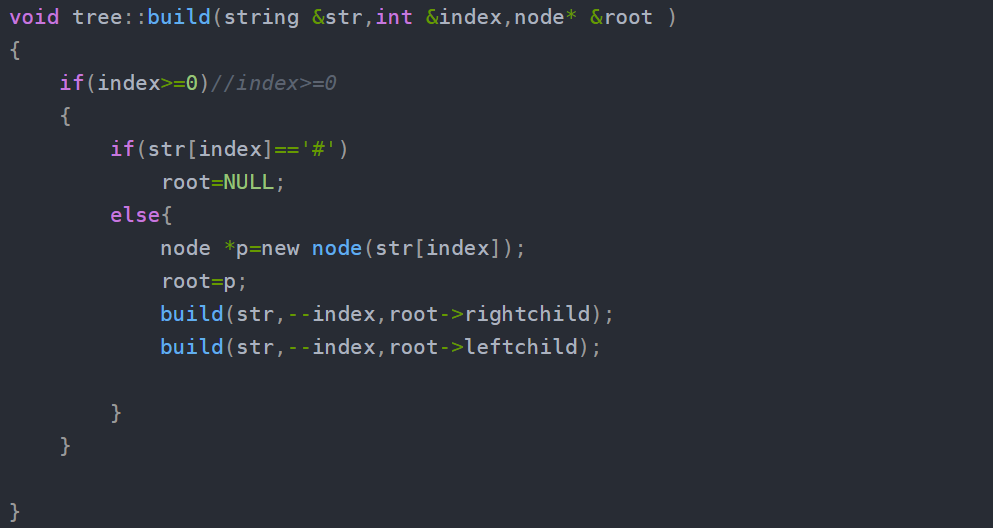 void tree::build(string &str,int &index,node* &root )
{
    if(index>=0)//index>=0
    {
        if(str[index]=='#')
            root=NULL;
        else{
            node *p=new node(str[index]);
            root=p;
            build(str,--index,root->rightchild);
            build(str,--index,root->leftchild);
        }
    }
}